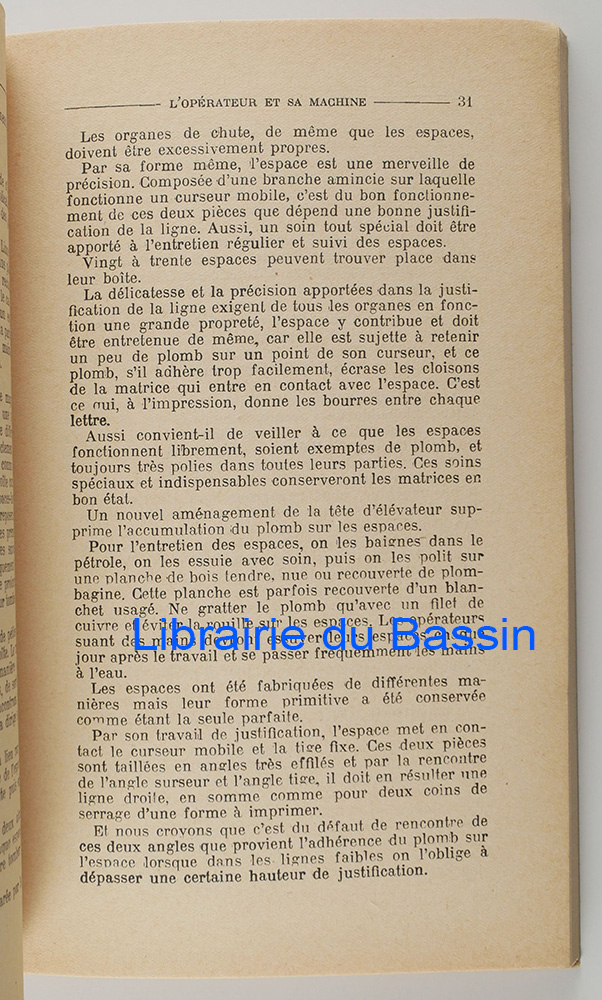 L'OPÉRATEUR ET SA MACHINE 31
Les organes de chute, de même que les espaces,
doivent être excessivement propres.
Par sa forme même, l'espace est une merveille de
précision. Composée d'une branche amincie sur laquelle
fonctionne un curseur mobile, c'est du bon fonctionne-
ment de ces deux pièces que dépend une bonne justifi-
cation de la ligne. Aussi, un soin tout spécial doit être
apporté à l'entretien régulier et suivi des espaces.
Vingt à trente espaces peuvent trouver place dans
leur boîte.
La délicatesse et la précision apportées dans la justi-
fication de la ligne exigent de tous les organes en fonc-
tion une grande propreté, l'espace y contribue et doit
être entretenue de même, car elle est sujette à retenir
un peu de plomb sur un point de son curseur, et ce
plomb, s'il adhère trop facilement, écrase les cloisons
de la matrice qui entre en contact avec l'espace. C'est
ce qui, à l'impression, donne les bourres entre chaque
lettre.
Aussi convient-il de veiller à ce que les espaces
fonctionnent librement, soient exemptes de plomb, et
toujours très polies dans toutes leurs parties. Ces soins
spéciaux et indispensables conserveront les matrices en
bon état.
Un nouvel aménagement de la tête d'élévateur sup-
prime l'accumulation du plomb sur les espaces.
Pour l'entretien des espaces, on les baignes dans le
pétrole, on les essuie avec soin, puis on les polit sur
une planche de bois tendre, nue ou recouverte de plom-
bagine. Cette planche est parfois recouverte d'un blan-
chet usagé. Ne gratter le plomb qu'avec un filet de
cuivre et éviter la rouille sur les espaces. Les opérateurs
suant des mains devront essuyer leurs espaces
Librairie du Bassin
jour après le travail et se passer fréquemment les mains
à l'eau.
Les espaces ont été fabriquées de différentes ma-
nières mais leur forme primitive a été conservée
comme étant la seule parfaite.
Par son travail de justification, l'espace met en con-
tact le curseur mobile et la tige fixe. Ces deux pièces
sont taillées en angles très effilés et par la rencontre
de l'angle surseur et l'angle tige, il doit en résulter une
ligne droite, en somme comme pour deux coins de
serrage d'une forme à imprimer.
Et nous croyons que c'est du défaut de rencontre de
ces deux angles que provient l'adhérence du plomb sur
l'espace lorsque dans les lignes faibles on l'oblige à
dépasser une certaine hauteur de justification.